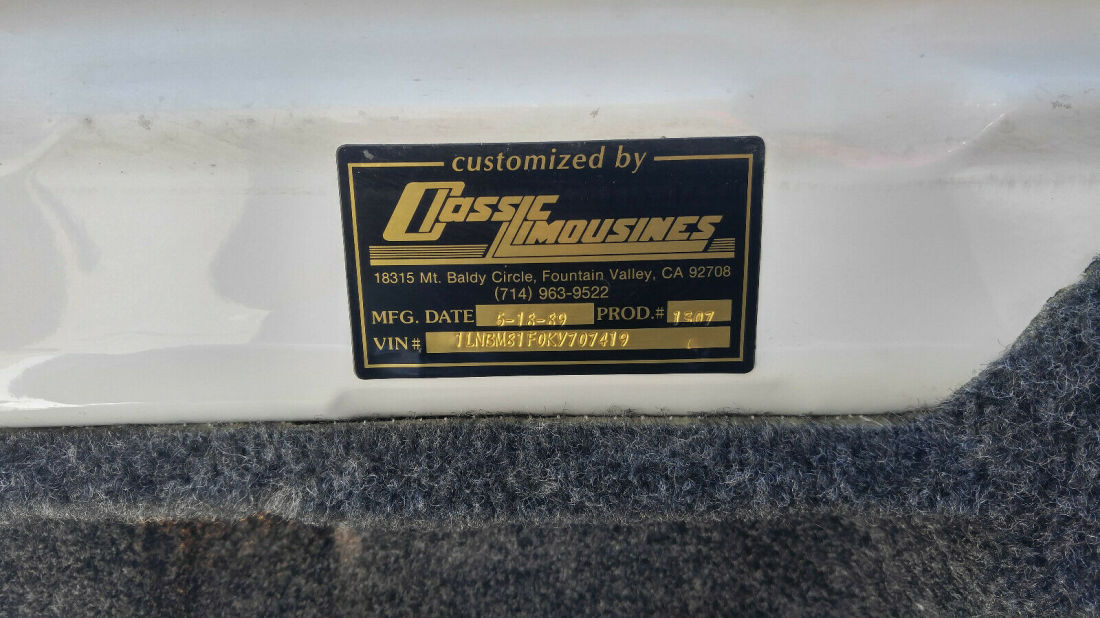 customized by
Classic Limousines
18315 Mt. Baldy Circle, Fountain Valley, CA 92708
(714) 963-9522
MFG. DATE 5-18-89 PROD.# 1307
VIN# 1LNBM81F0KY707419